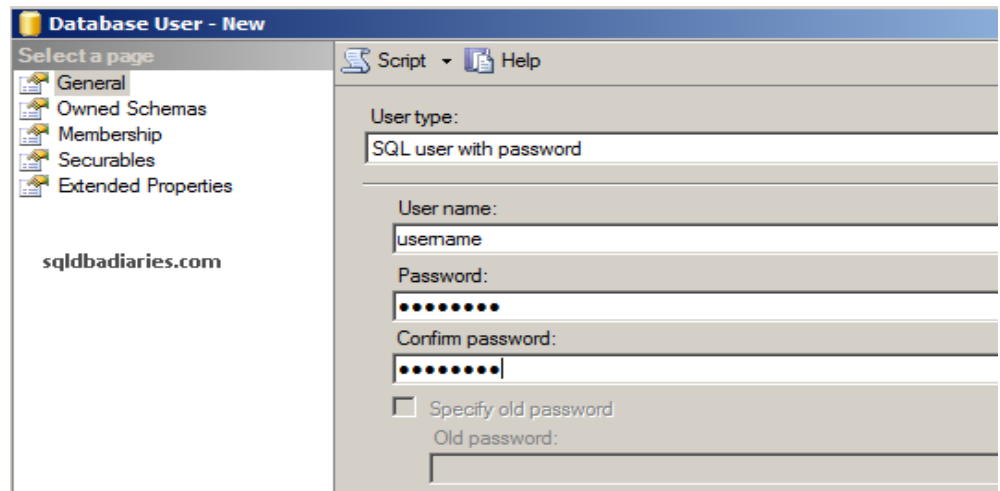 Database User - New
Select a page
General
Owned Schemas
Membership
Securables
Extended Properties
sqldbadiaries.com
Script Help
User type:
SQL user with password
User name:
username
Password:
●●●●●●●●
Confirm password:
●●●●●●●●
Specify old password
Old password: